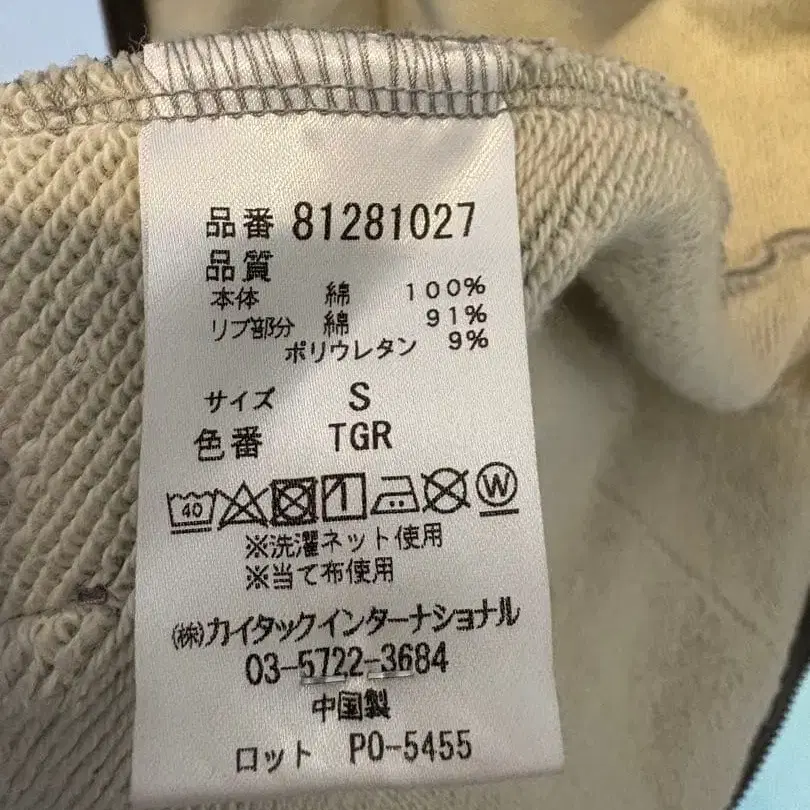 品番 81281027
品質
本体 綿 100%
リブ部分 綿 91%
ポリウレタン 9%
サイズ S
色番 TGR
40 W
※洗濯ネット使用
※当て布使用
(株)カイタックインターナショナル
03-5722-3684
中国製
ロット PO-5455